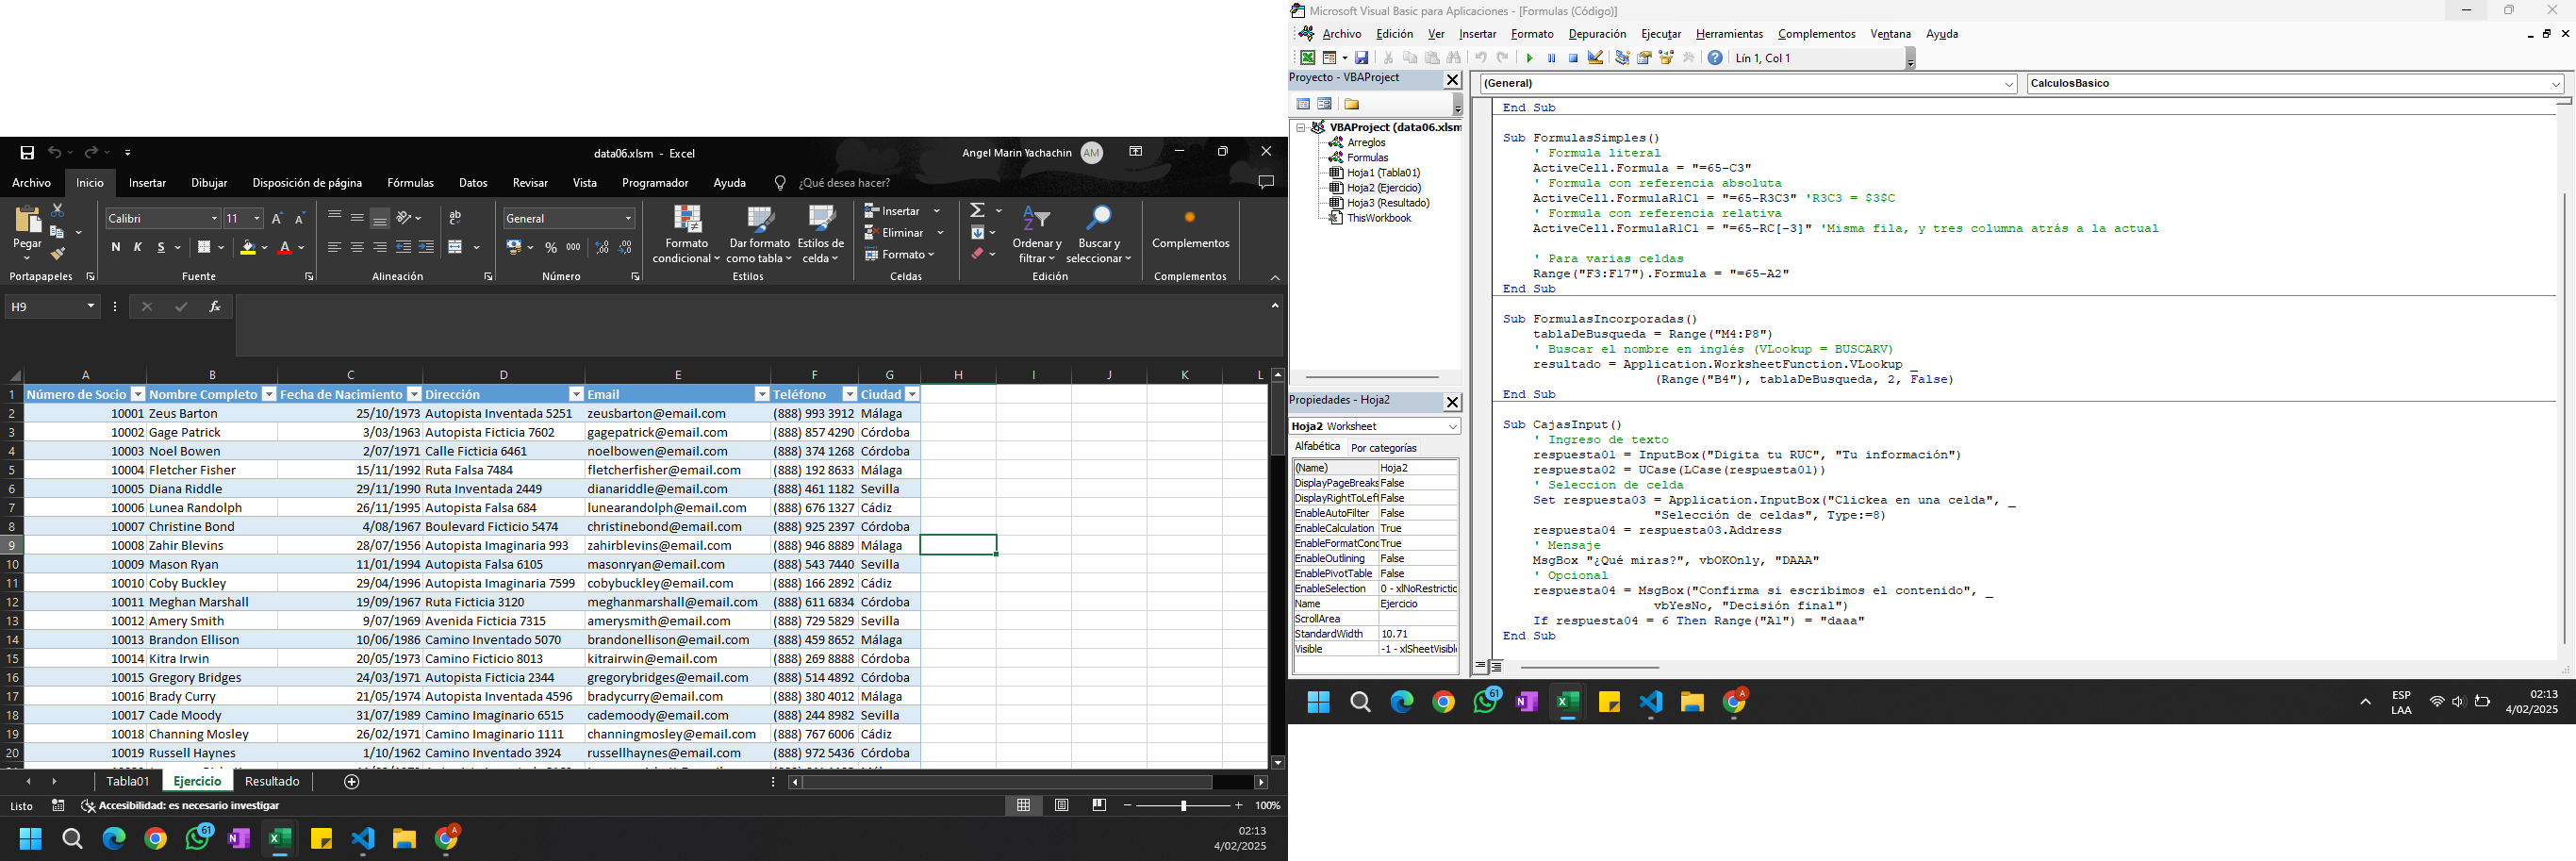 data06.xlsm - Excel
Angel Marin Yachachin AM
Archivo Inicio Insertar Dibujar Disposición de página Fórmulas Datos Revisar Vista Programador Ayuda ¿Qué desea hacer?
Pegar
Portapapeles
Calibri 11
N K S
Fuente
Alineación
General
% 000
Número
Formato condicional
Dar formato como tabla
Estilos de celda
Estilos
Insertar
Eliminar
Formato
Celdas
Ordenar y filtrar
Buscar y seleccionar
Edición
Complementos
Complementos
H9
fx
A B C D E F G H I J K L
1 Número de Socio Nombre Completo Fecha de Nacimiento Dirección Email Teléfono Ciudad
2 10001 Zeus Barton 25/10/1973 Autopista Inventada 5251 zeusbarton@email.com (888) 993 3912 Málaga
3 10002 Gage Patrick 3/03/1963 Autopista Ficticia 7602 gagepatrick@email.com (888) 857 4290 Córdoba
4 10003 Noel Bowen 2/07/1971 Calle Ficticia 6461 noelbowen@email.com (888) 374 1268 Córdoba
5 10004 Fletcher Fisher 15/11/1992 Ruta Falsa 7484 fletcherfisher@email.com (888) 192 8633 Málaga
6 10005 Diana Riddle 29/11/1990 Ruta Inventada 2449 dianariddle@email.com (888) 461 1182 Sevilla
7 10006 Lunea Randolph 26/11/1995 Autopista Falsa 684 lunearandolph@email.com (888) 676 1327 Cádiz
8 10007 Christine Bond 4/08/1967 Boulevard Ficticio 5474 christinebond@email.com (888) 925 2397 Córdoba
9 10008 Zahir Blevins 28/07/1956 Autopista Imaginaria 993 zahirblevins@email.com (888) 946 8889 Málaga
10 10009 Mason Ryan 11/01/1994 Autopista Falsa 6105 masonryan@email.com (888) 543 7440 Sevilla
11 10010 Coby Buckley 29/04/1996 Autopista Imaginaria 7599 cobybuckley@email.com (888) 166 2892 Cádiz
12 10011 Meghan Marshall 19/09/1967 Ruta Ficticia 3120 meghanmarshall@email.com (888) 611 6834 Córdoba
13 10012 Amery Smith 9/07/1969 Avenida Ficticia 7315 amerysmith@email.com (888) 729 5829 Sevilla
14 10013 Brandon Ellison 10/06/1986 Camino Inventado 5070 brandonellison@email.com (888) 459 8652 Málaga
15 10014 Kitra Irwin 20/05/1973 Camino Ficticio 8013 kitrairwin@email.com (888) 269 8888 Córdoba
16 10015 Gregory Bridges 24/03/1971 Autopista Ficticia 2344 gregorybridges@email.com (888) 514 4892 Córdoba
17 10016 Brady Curry 21/05/1974 Autopista Inventada 4596 bradycurry@email.com (888) 380 4012 Málaga
18 10017 Cade Moody 31/07/1989 Camino Imaginario 6515 cademoody@email.com (888) 244 8982 Sevilla
19 10018 Channing Mosley 26/02/1971 Camino Imaginario 1111 channingmosley@email.com (888) 767 6006 Cádiz
20 10019 Russell Haynes 1/10/1962 Camino Inventado 3924 russellhaynes@email.com (888) 972 5436 Córdoba
Tabla01 Ejercicio Resultado
Listo Accesibilidad: es necesario investigar 100%
61
02:13
4/02/2025
Microsoft Visual Basic para Aplicaciones - [Formulas (Código)]
Archivo Edición Ver Insertar Formato Depuración Ejecutar Herramientas Complementos Ventana Ayuda
Lín 1, Col 1
Proyecto - VBAProject
VBAProject (data06.xlsm
Arreglos
Formulas
Hoja1 (Tabla01)
Hoja2 (Ejercicio)
Hoja3 (Resultado)
ThisWorkbook
Propiedades - Hoja2
Hoja2 Worksheet
Alfabética Por categorías
(Name) Hoja2
DisplayPageBreaks False
DisplayRightToLeft False
EnableAutoFilter False
EnableCalculation True
EnableFormatConc True
EnableOutlining False
EnablePivotTable False
EnableSelection 0 - xlNoRestrictio
Name Ejercicio
ScrollArea
StandardWidth 10.71
Visible -1 - xlSheetVisible
(General) CalculosBasico
End Sub
Sub FormulasSimples()
' Formula literal
ActiveCell.Formula = "=65-C3"
' Formula con referencia absoluta
ActiveCell.FormulaR1C1 = "=65-R3C3" 'R3C3 = $3$C
' Formula con referencia relativa
ActiveCell.FormulaR1C1 = "=65-RC[-3]" 'Misma fila, y tres columna atrás a la actual
' Para varias celdas
Range("F3:F17").Formula = "=65-A2"
End Sub
Sub FormulasIncorporadas()
tablaDeBusqueda = Range("M4:P8")
' Buscar el nombre en inglés (VLookup = BUSCARV)
resultado = Application.WorksheetFunction.VLookup _
(Range("B4"), tablaDeBusqueda, 2, False)
End Sub
Sub CajasInput()
' Ingreso de texto
respuesta01 = InputBox("Digita tu RUC", "Tu información")
respuesta02 = UCase(LCase(respuesta01))
' Seleccion de celda
Set respuesta03 = Application.InputBox("Clickea en una celda", _
"Selección de celdas", Type:=8)
respuesta04 = respuesta03.Address
' Mensaje
MsgBox "¿Qué miras?", vbOKOnly, "DAAA"
' Opcional
respuesta04 = MsgBox("Confirma si escribimos el contenido", _
vbYesNo, "Decisión final")
If respuesta04 = 6 Then Range("A1") = "daaa"
End Sub
61
ESP
LAA
02:13
4/02/2025